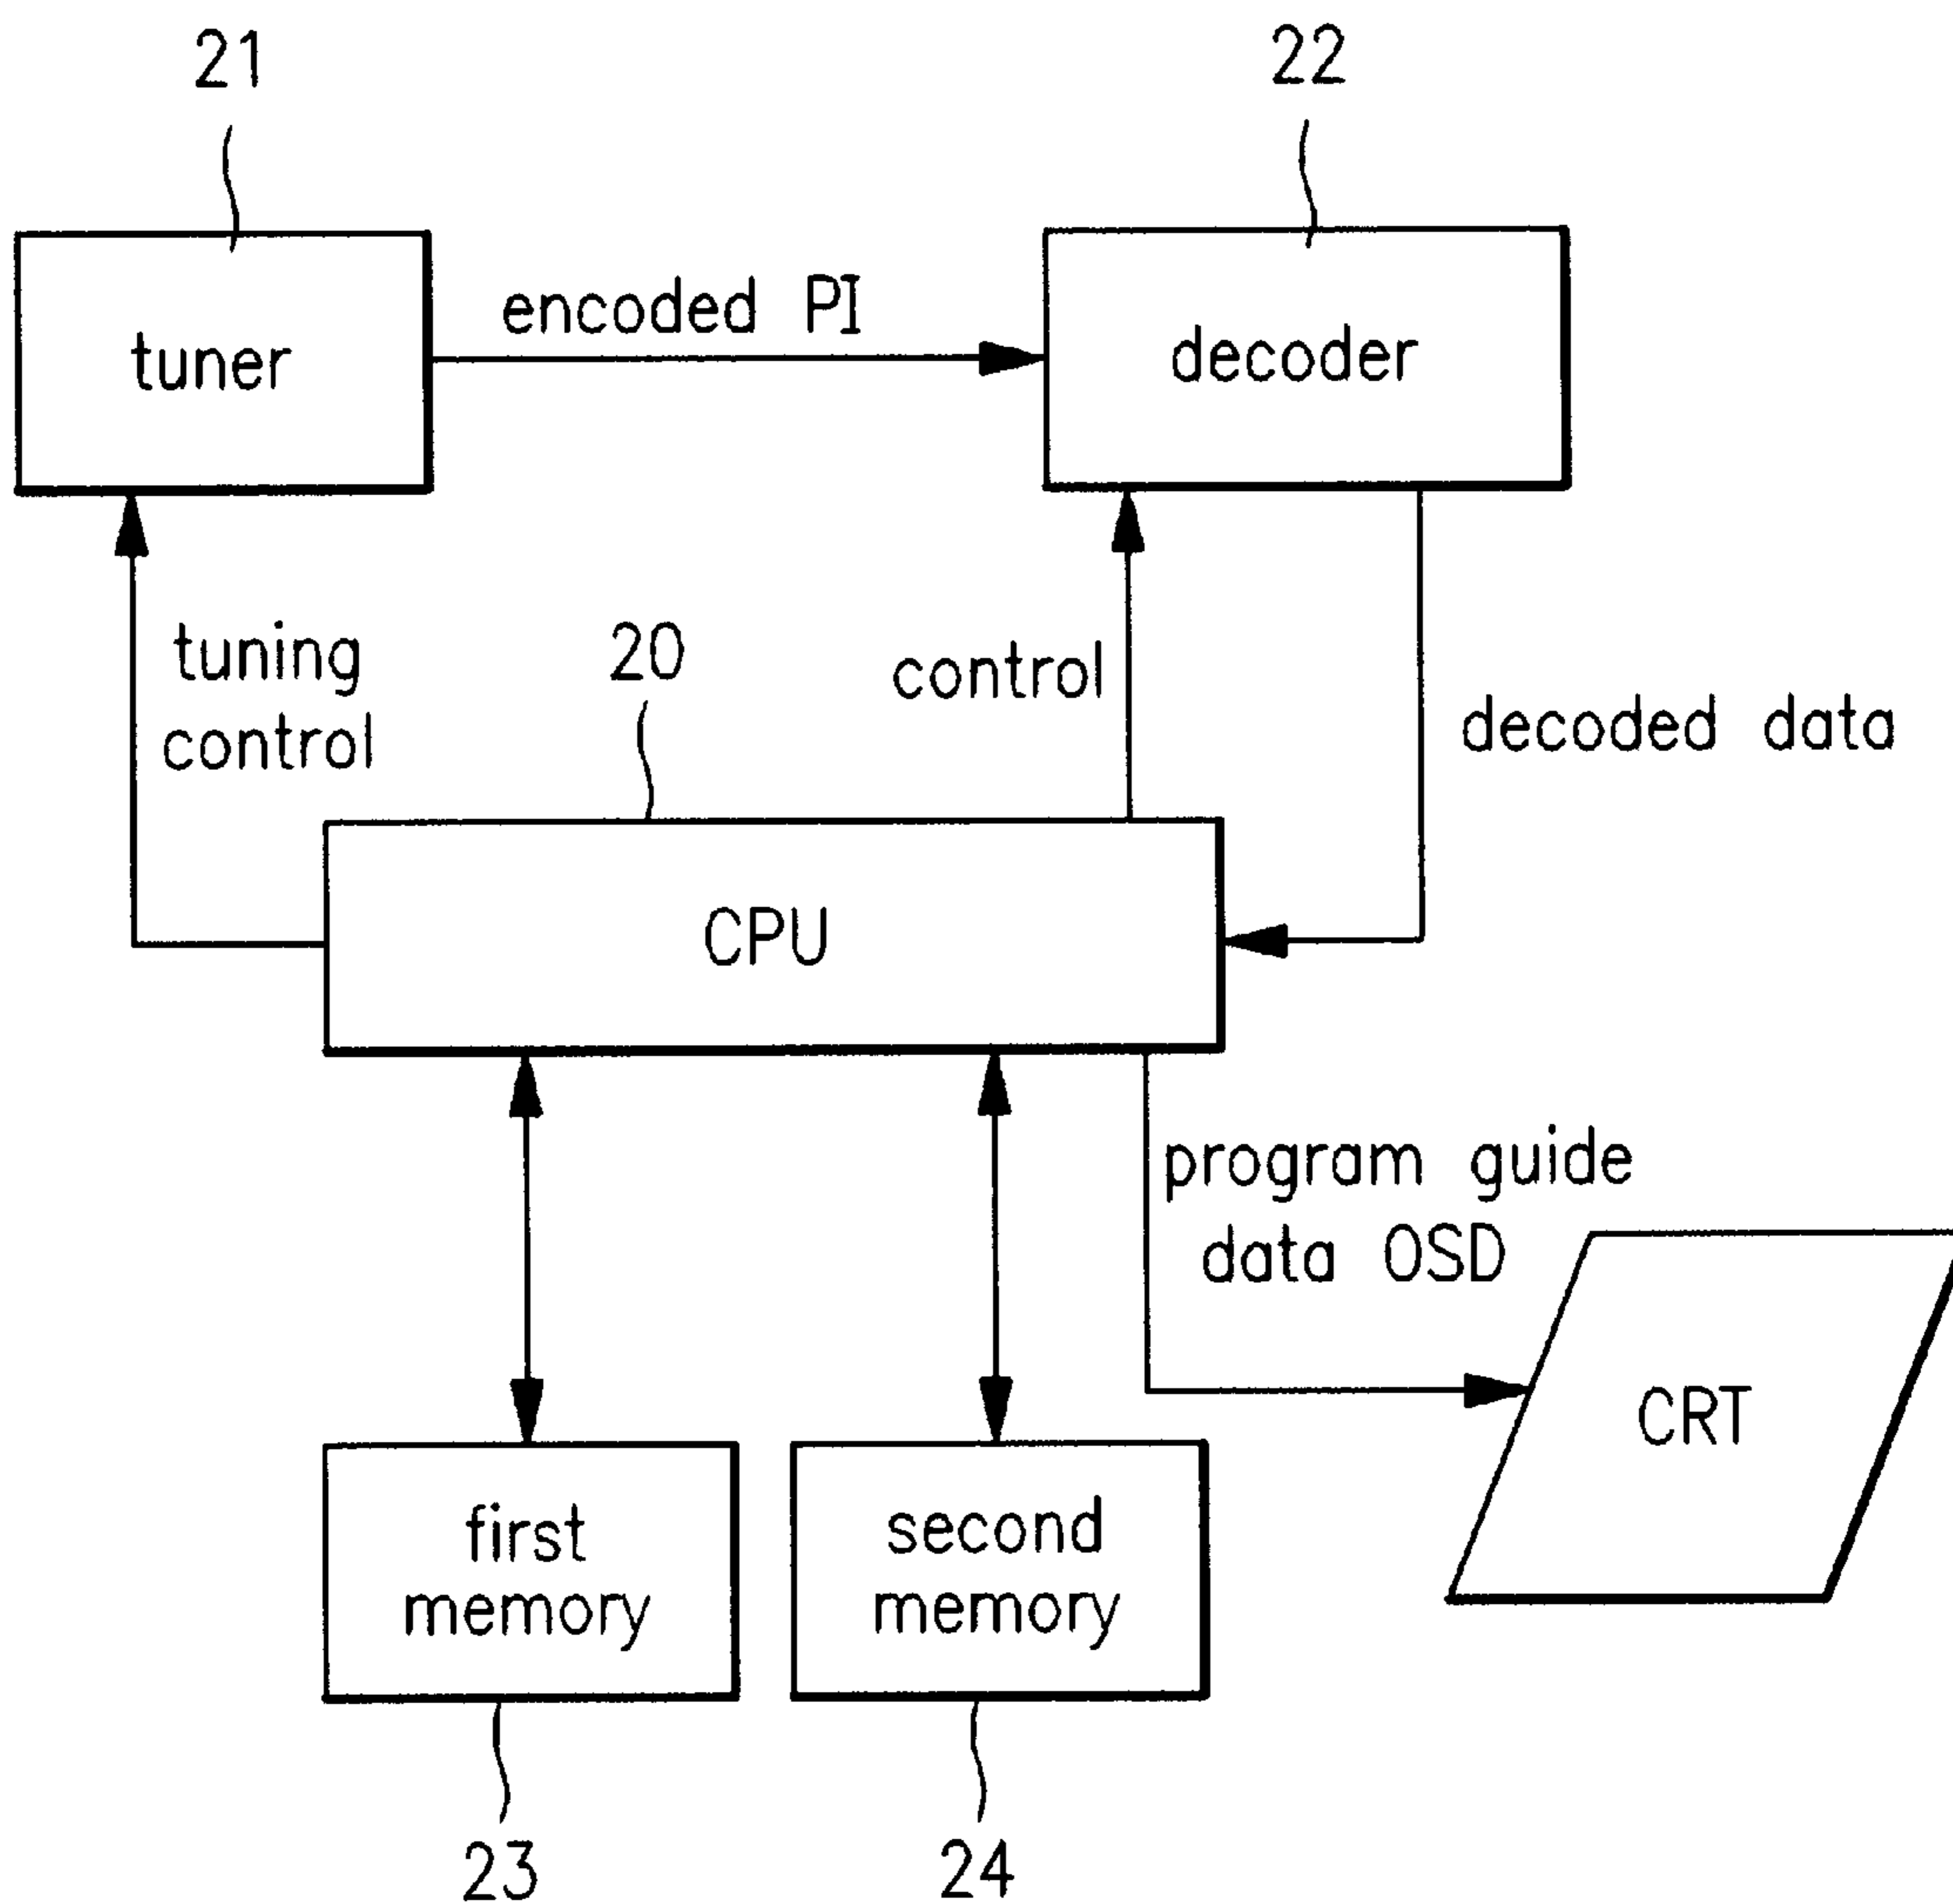 21
22
encoded PI
tuner
decoder
tuning
control
20
control
decoded data
CPU
program guide
data OSD
CRT
first
memory
second
memory
23
24